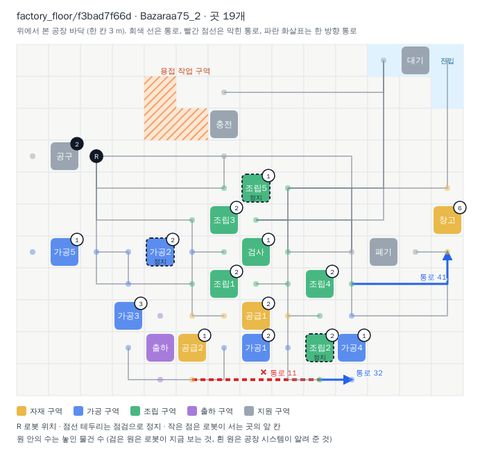 factory_floor/f3bad7f66d · Bazaraa75_2 · 곳 19개
위에서 본 공장 바닥 (한 칸 3 m). 회색 선은 통로, 빨간 점선은 막힌 통로, 파란 화살표는 한 방향 통로
대기
진입
용접 작업 구역
충전
2
공구
R
1
조립5
정지
2
조립3
6
창고
1
가공5
2
가공2
정지
1
검사
폐기
2
조립1
2
조립4
통로 41
3
가공3
1
공급1
출하
1
공급2
2
가공1
2
조립2
정지
1
가공4
✕ 통로 11
통로 32
자재 구역
가공 구역
조립 구역
출하 구역
지원 구역
R 로봇 위치 · 점선 테두리는 점검으로 정지 · 작은 점은 로봇이 서는 곳의 앞 칸
원 안의 수는 놓인 물건 수 (검은 원은 로봇이 지금 보는 것, 흰 원은 공장 시스템이 알려 준 것)